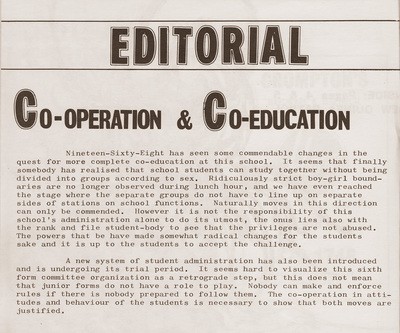 EDITORIAL
CO-OPERATION & CO-EDUCATION
Nineteen-Sixty-Eight has seen some commendable changes in the
quest for more complete co-education at this school. It seems that finally
somebody has realised that school students can study together without being
divided into groups according to sex. Ridiculously strict boy-girl bound-
aries are no longer observed during lunch hour, and we have even reached
the stage where the separate groups do not have to line up on separate
sides of stations on school functions. Naturally moves in this direction
can only be commended. However it is not the responsibility of this
school's administration alone to do its utmost, the onus lies also with
the rank and file student-body to see that the privileges are not abused.
The powers that be have made somewhat radical changes for the students
sake and it is up to the students to accept the challenge.
A new system of student administration has also been introduced
and is undergoing its trial period. It seems hard to visualize this sixth
form committee organization as a retrograde step, but this does not mean
that junior forms do not have a role to play. Nobody can make and enforce
rules if there is nobody prepared to follow them. The co-operation in att-
itudes and behaviour of the students is necessary to show that both moves are
justified.